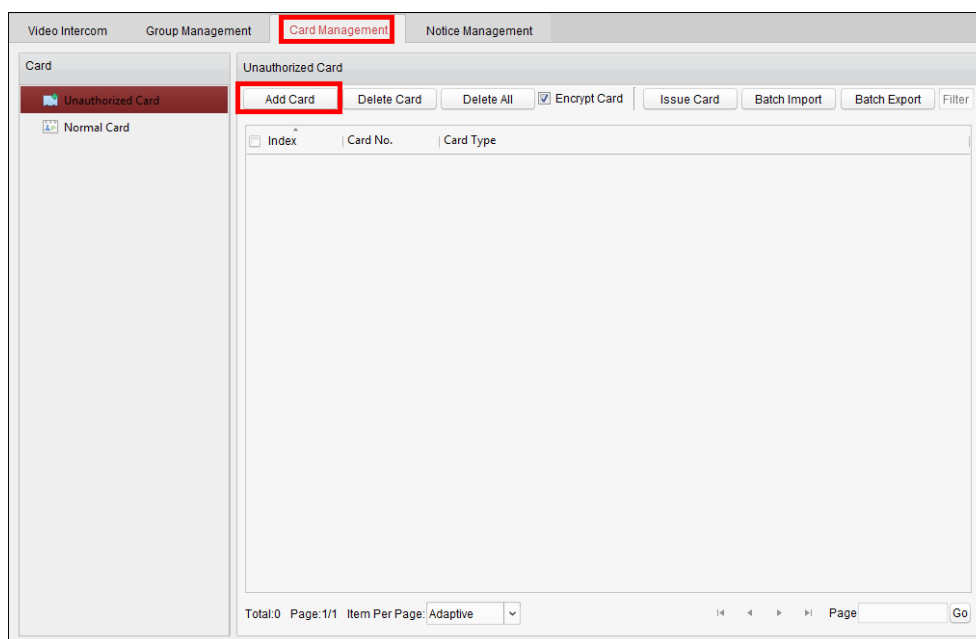 Video Intercom Group Management Card Management Notice Management
Card
Unauthorized Card
Normal Card
Unauthorized Card
Add Card Delete Card Delete All Encrypt Card Issue Card Batch Import Batch Export Filter
Index Card No. Card Type
Total:0 Page:1/1 Item Per Page: Adaptive Page Go